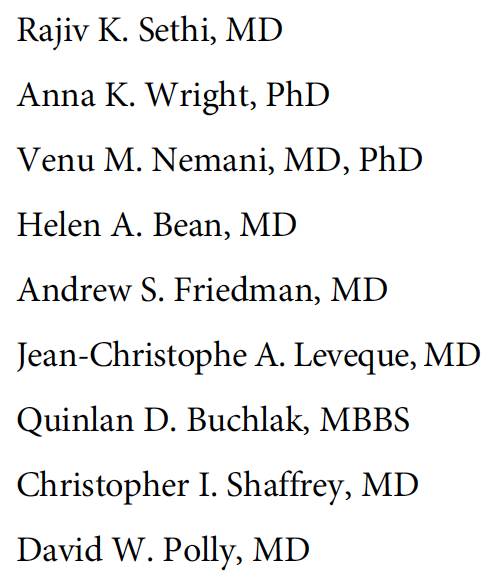 Rajiv K. Sethi, MD
Anna K. Wright, PhD
Venu M. Nemani, MD, PhD
Helen A. Bean, MD
Andrew S. Friedman, MD
Jean-Christophe A. Leveque, MD
Quinlan D. Buchlak, MBBS
Christopher I. Shaffrey, MD
David W. Polly, MD